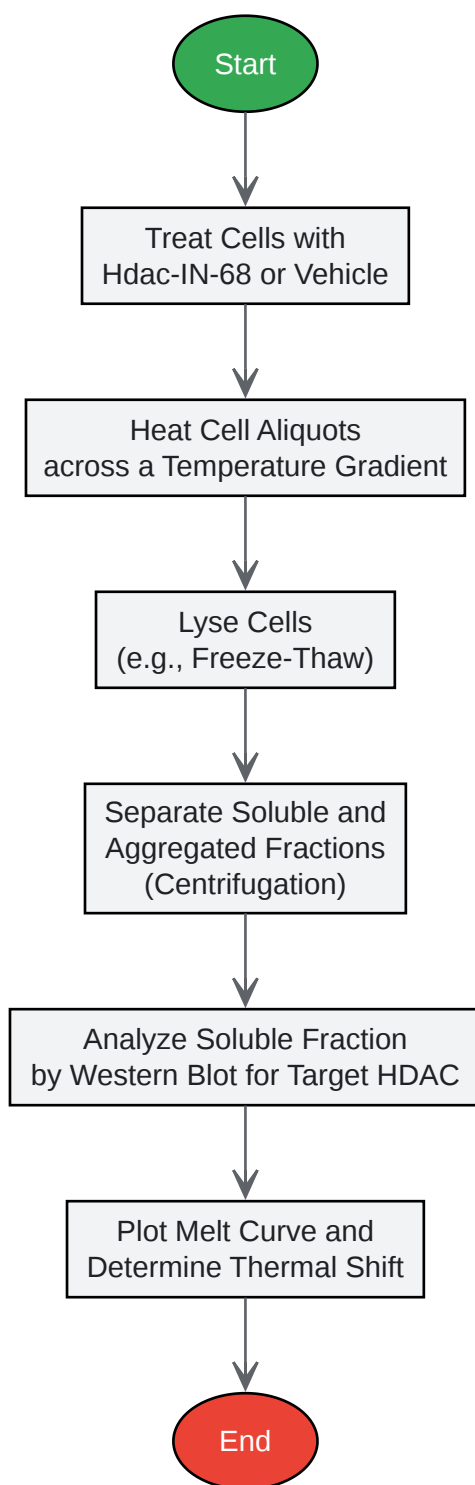 Start
Treat Cells with
Hdac-IN-68 or Vehicle
Heat Cell Aliquots
across a Temperature Gradient
Lyse Cells
(e.g., Freeze-Thaw)
Separate Soluble and
Aggregated Fractions
(Centrifugation)
Analyze Soluble Fraction
by Western Blot for Target HDAC
Plot Melt Curve and
Determine Thermal Shift
End